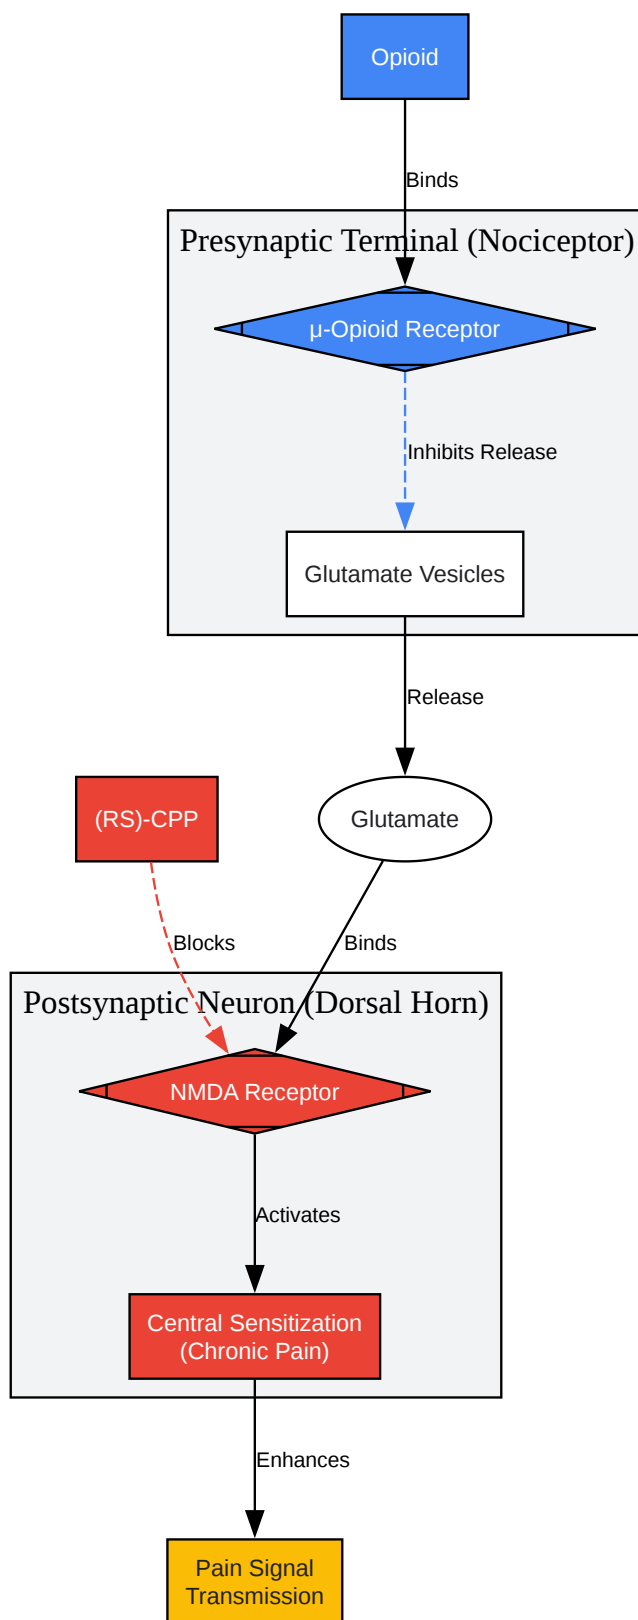 Opioid
Binds
Presynaptic Terminal (Nociceptor)
μ-Opioid Receptor
Inhibits Release
Glutamate Vesicles
Release
(RS)-CPP
Glutamate
Blocks
Binds
Postsynaptic Neuron (Dorsal Horn)
NMDA Receptor
Activates
Central Sensitization
(Chronic Pain)
Enhances
Pain Signal
Transmission